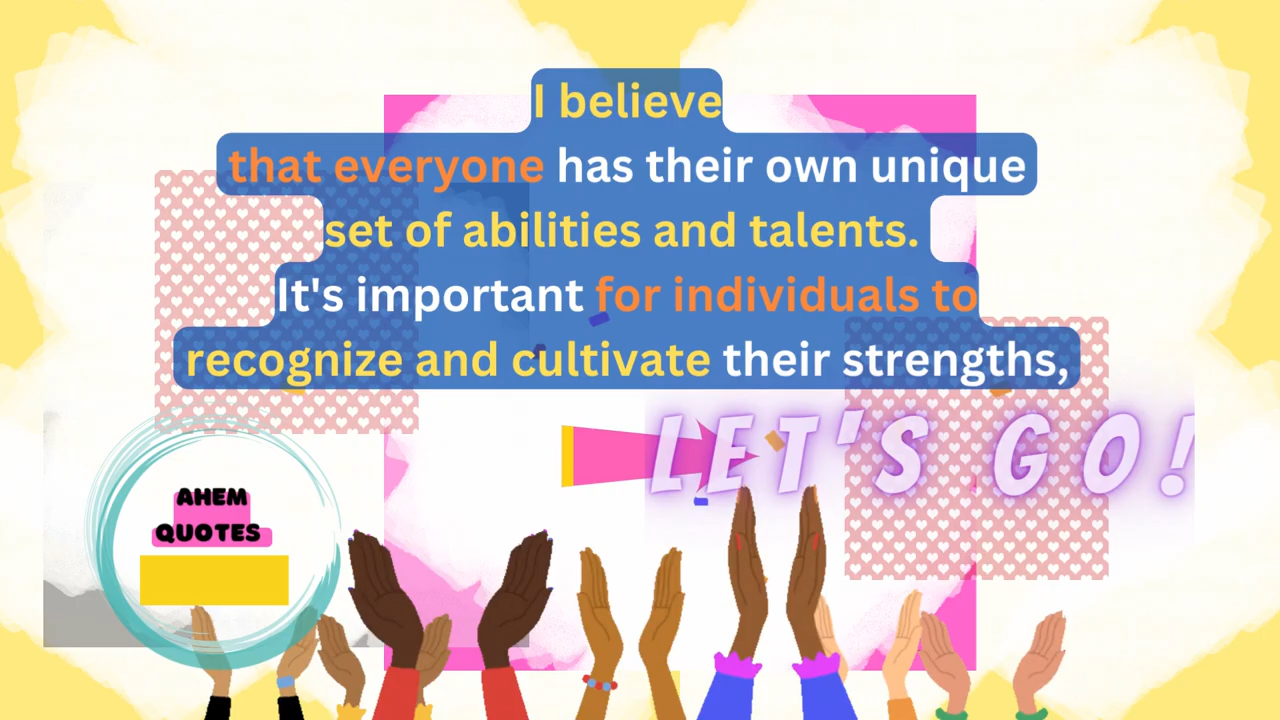 I believe
that everyone has their own unique
set of abilities and talents.
It's important for individuals to
recognize and cultivate their strengths,
LET'S GO!
AHEM
QUOTES